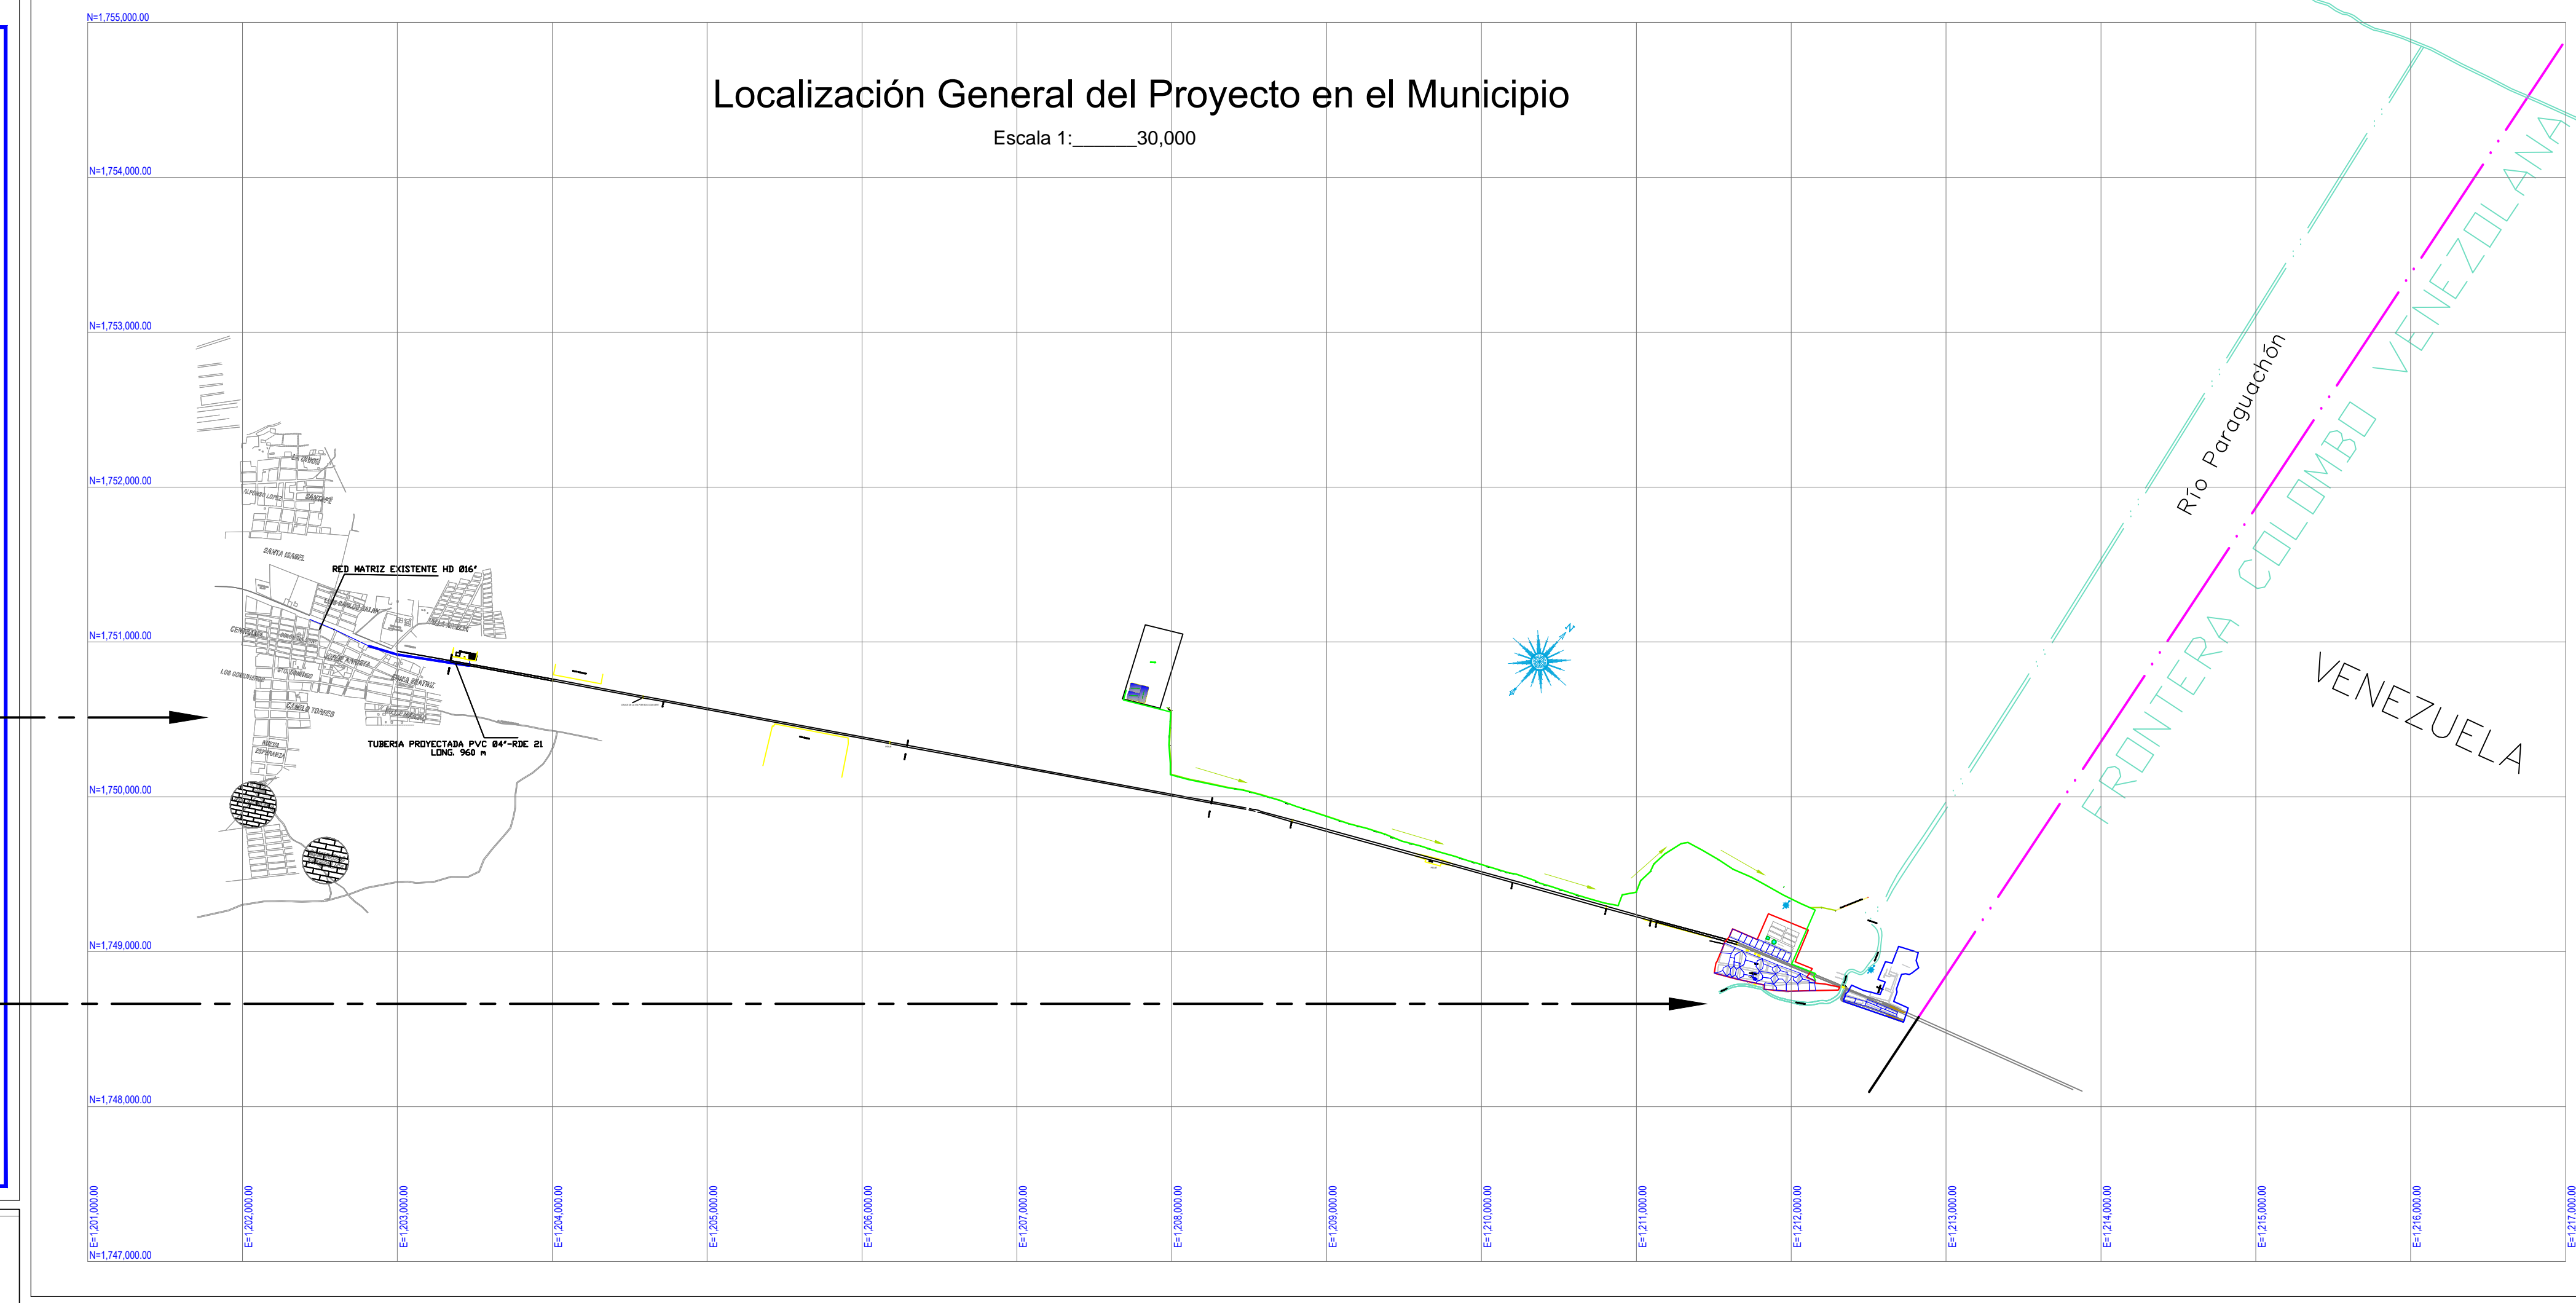 N=1,755,000.00
Localización General del Proyecto en el Municipio
Escala 1:______30,000
N=1,754,000.00
N=1,753,000.00
N=1,752,000.00
N=1,751,000.00
N=1,750,000.00
N=1,749,000.00
N=1,748,000.00
N=1,747,000.00
ALFONSO LOPEZ
SANTA ISABEL
RED MATRIZ EXISTENTE HD Ø16"
CAMILO TORRES
NUEVA
ESPERANZA
TUBERIA PROYECTADA PVC Ø4"-RDE 21
LONG. 960 m
N
Río Paraguachón
FRONTERA COLOMBO VENEZOLANA
VENEZUELA
E=1,201,000.00
E=1,202,000.00
E=1,203,000.00
E=1,204,000.00
E=1,205,000.00
E=1,206,000.00
E=1,207,000.00
E=1,208,000.00
E=1,209,000.00
E=1,210,000.00
E=1,211,000.00
E=1,212,000.00
E=1,213,000.00
E=1,214,000.00
E=1,215,000.00
E=1,216,000.00
E=1,217,000.00